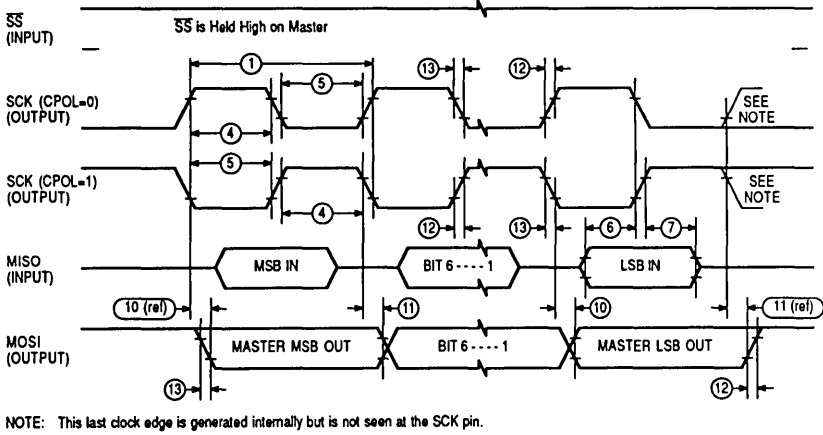 SS
(INPUT)
SS is Held High on Master
1
5
13
12
SCK (CPOL=0)
(OUTPUT)
SEE
NOTE
4
5
SCK (CPOL=1)
(OUTPUT)
SEE
NOTE
4
12
13
6
7
MISO
(INPUT)
MSB IN
BIT 6 - - - - 1
LSB IN
10 (ref)
11
10
11 (ref)
MOSI
(OUTPUT)
MASTER MSB OUT
BIT 6 - - - - 1
MASTER LSB OUT
13
12
NOTE: This last clock edge is generated internally but is not seen at the SCK pin.